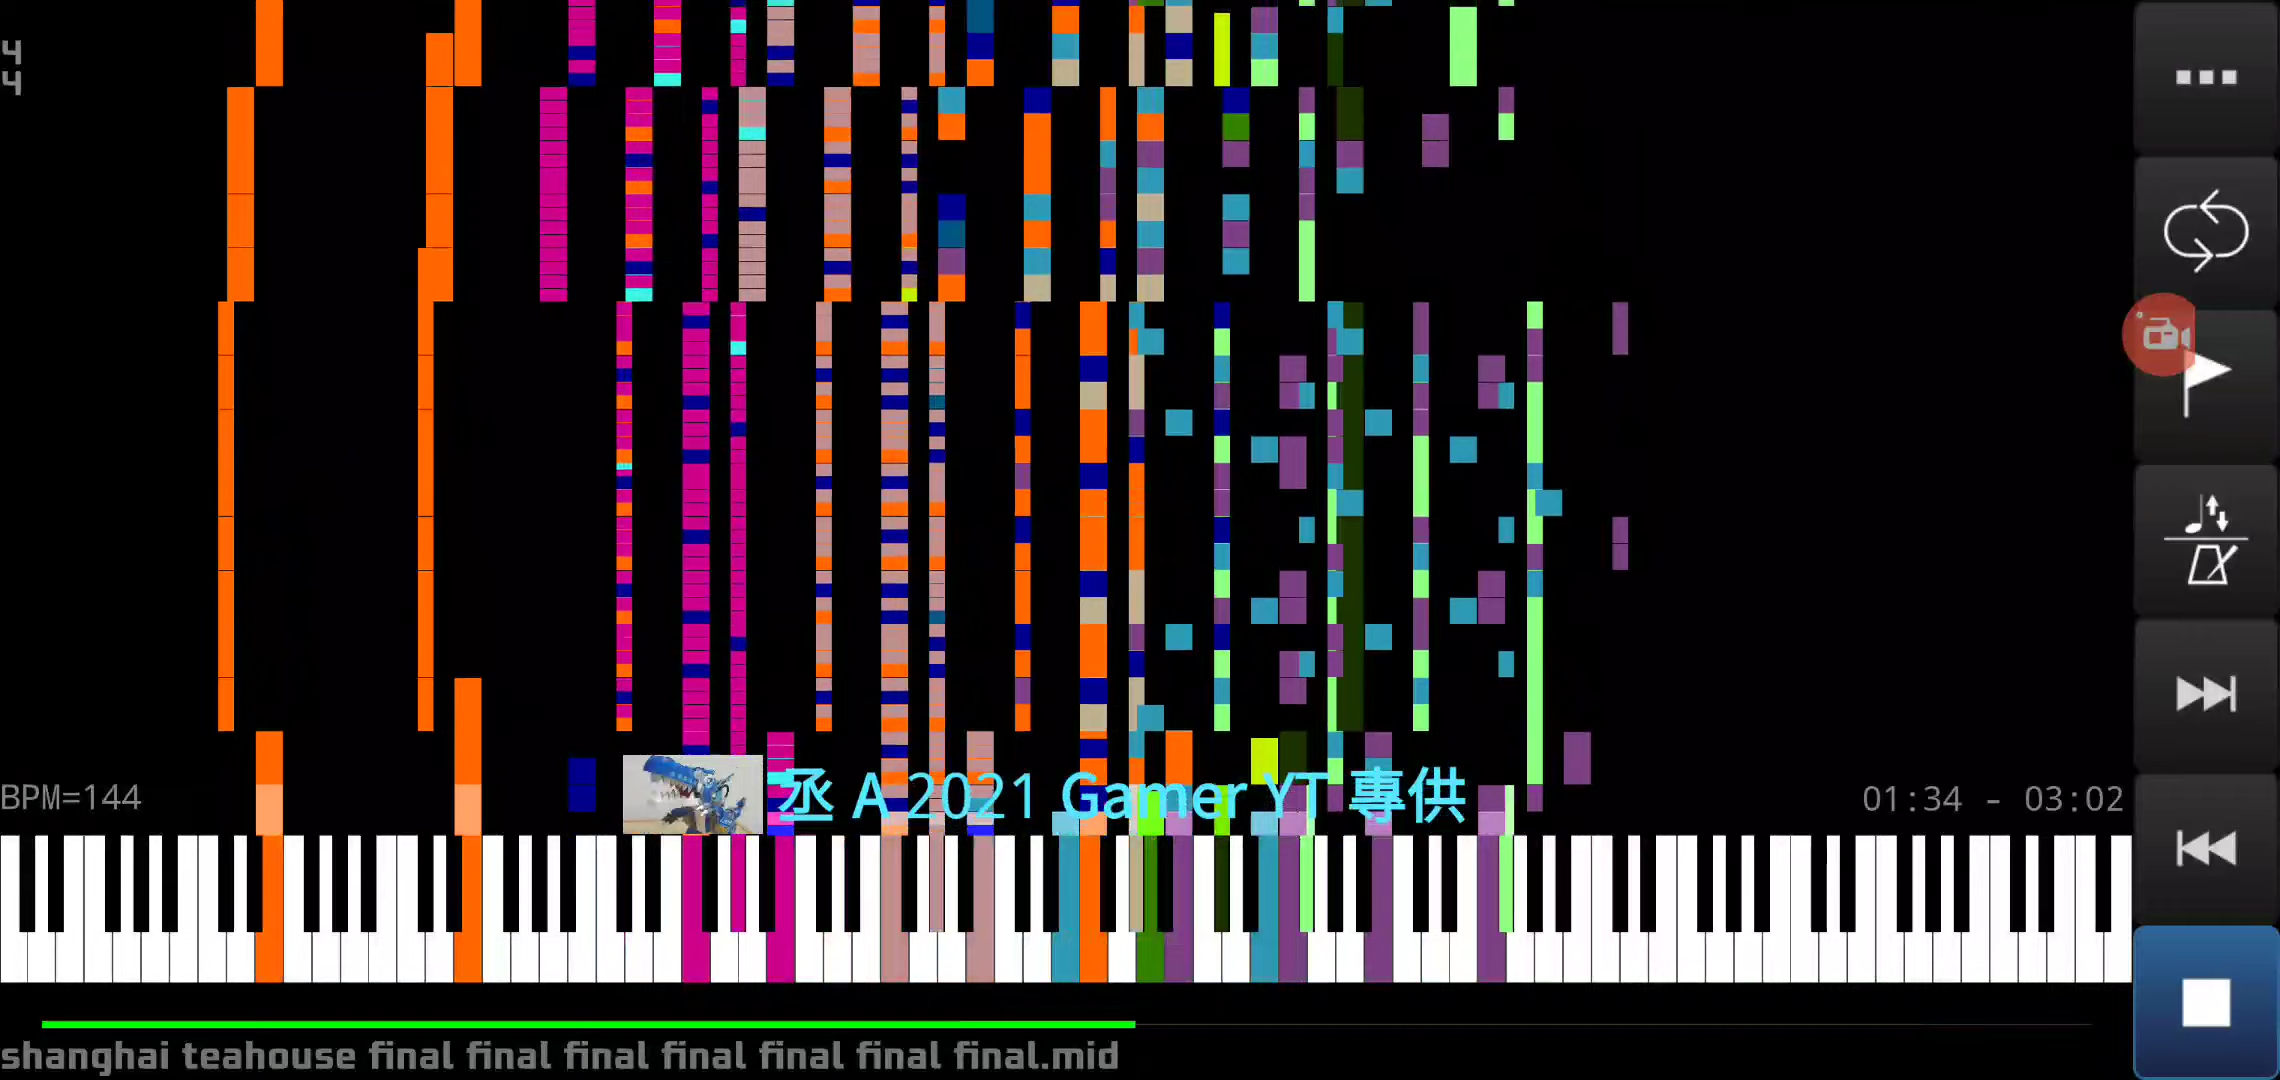 4
4
BPM=144
丞 A 2021 Gamer YT 專供
01:34 - 03:02
shanghai teahouse final final final final final final final.mid